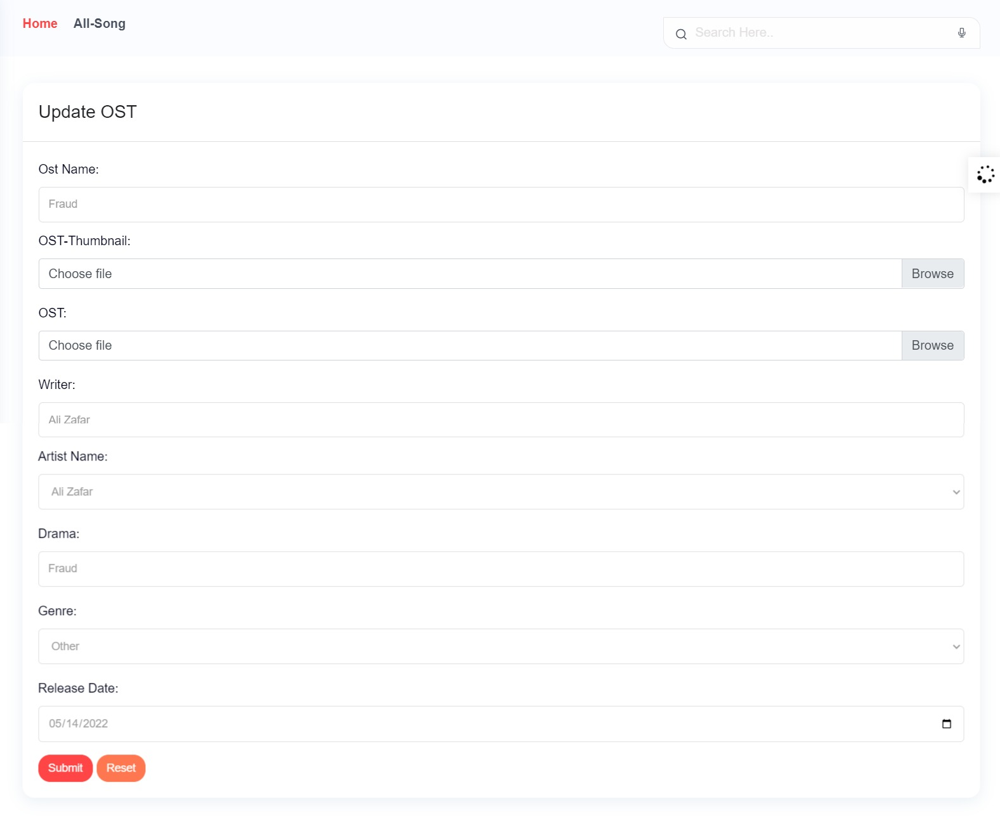 Home All-Song
Search Here..
Update OST
Ost Name:
Fraud
OST-Thumbnail:
Choose file Browse
OST:
Choose file Browse
Writer:
Ali Zafar
Artist Name:
Ali Zafar
Drama:
Fraud
Genre:
Other
Release Date:
05/14/2022
Submit Reset